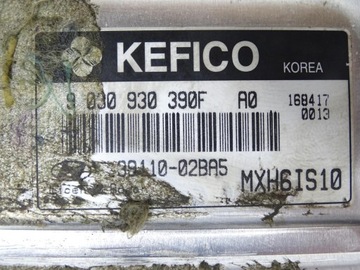 KEFICO
KOREA
9 030 930 390F A0
168417
0013
39110-02BA5
MXH6IS10